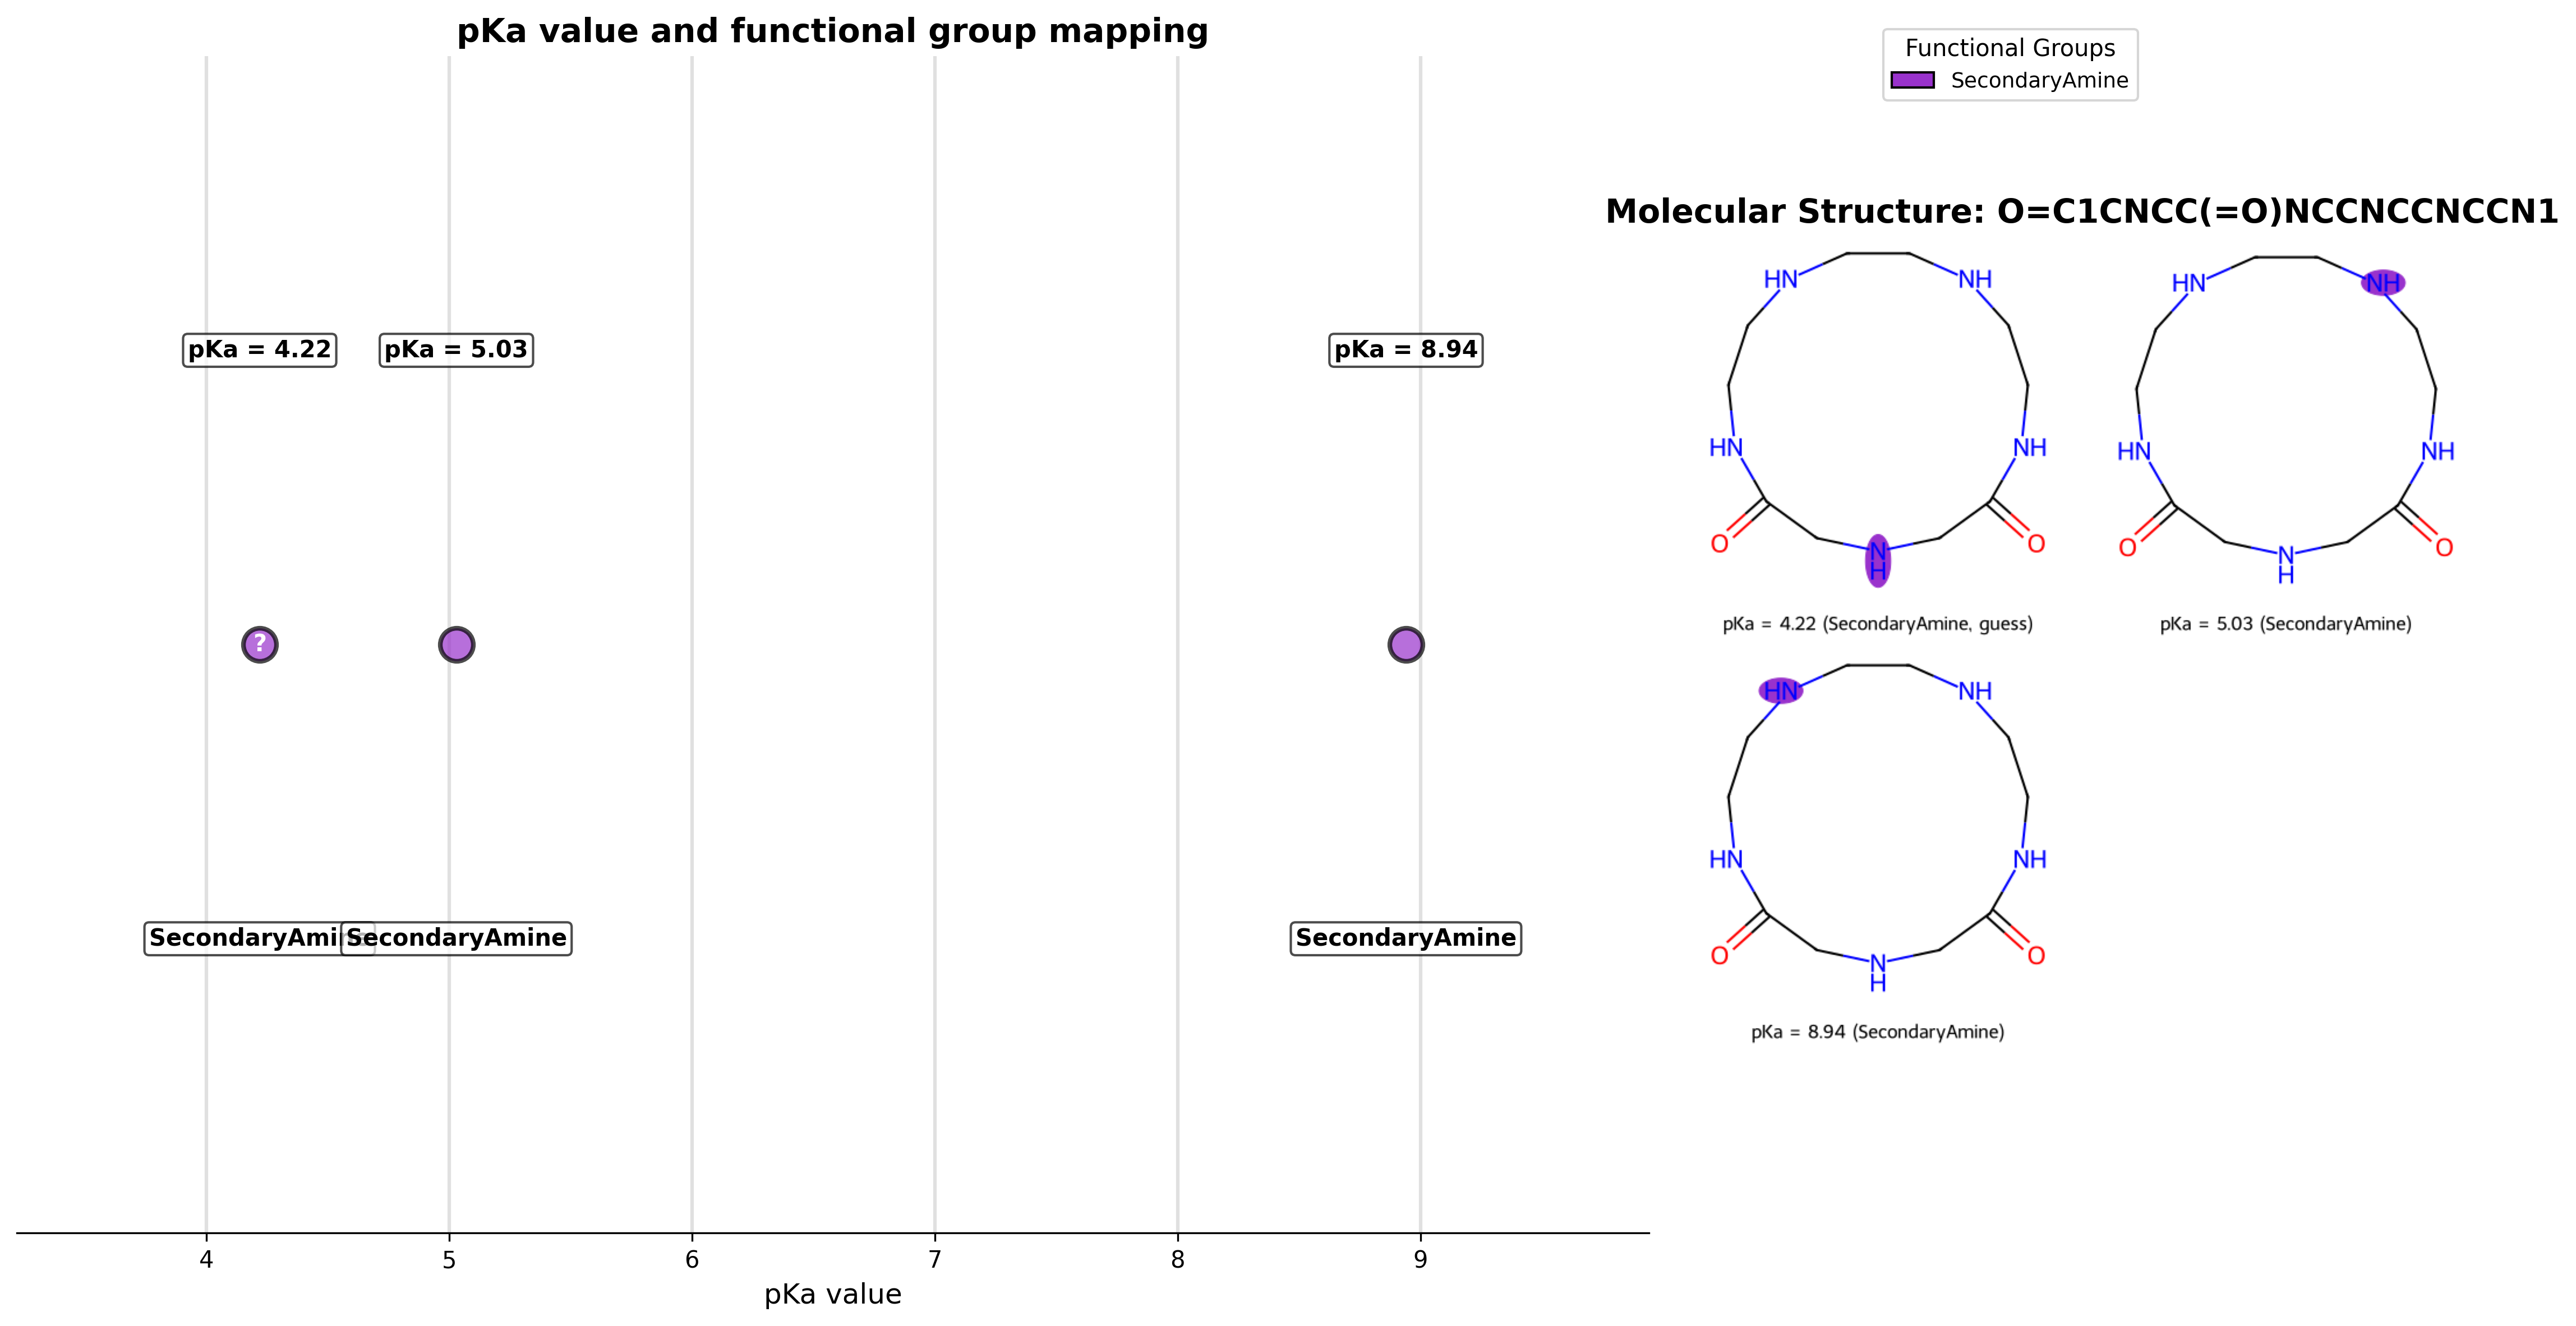 pKa value and functional group mapping
Functional Groups
SecondaryAmine
Molecular Structure: O=C1CNCC(=O)NCCNCCNCCN1
pKa = 4.22
pKa = 5.03
pKa = 8.94
?
SecondaryAmine
SecondaryAmine
SecondaryAmine
4
5
6
7
8
9
pKa value
HN
NH
HN
NH
O
O
N
H
pKa = 4.22 (SecondaryAmine, guess)
HN
NH
HN
NH
O
O
N
H
pKa = 5.03 (SecondaryAmine)
HN
NH
HN
NH
O
O
N
H
pKa = 8.94 (SecondaryAmine)